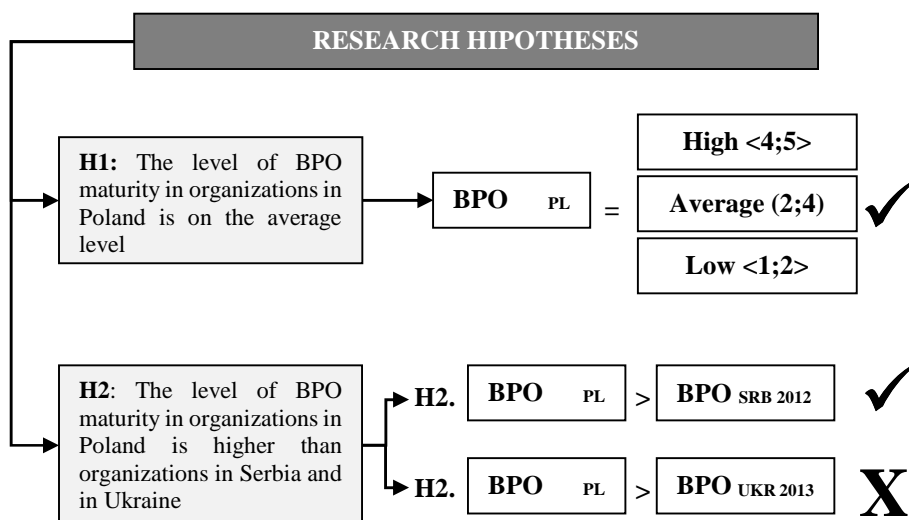 RESEARCH HIPOTHESES
H1: The level of BPO
maturity in organizations in
Poland is on the average
level
BPO PL
=
High <4;5>
Average (2;4)
Low <1;2>
H2: The level of BPO
maturity in organizations in
Poland is higher than
organizations in Serbia and
in Ukraine
H2. BPO PL > BPO SRB 2012
H2. BPO PL > BPO UKR 2013
X